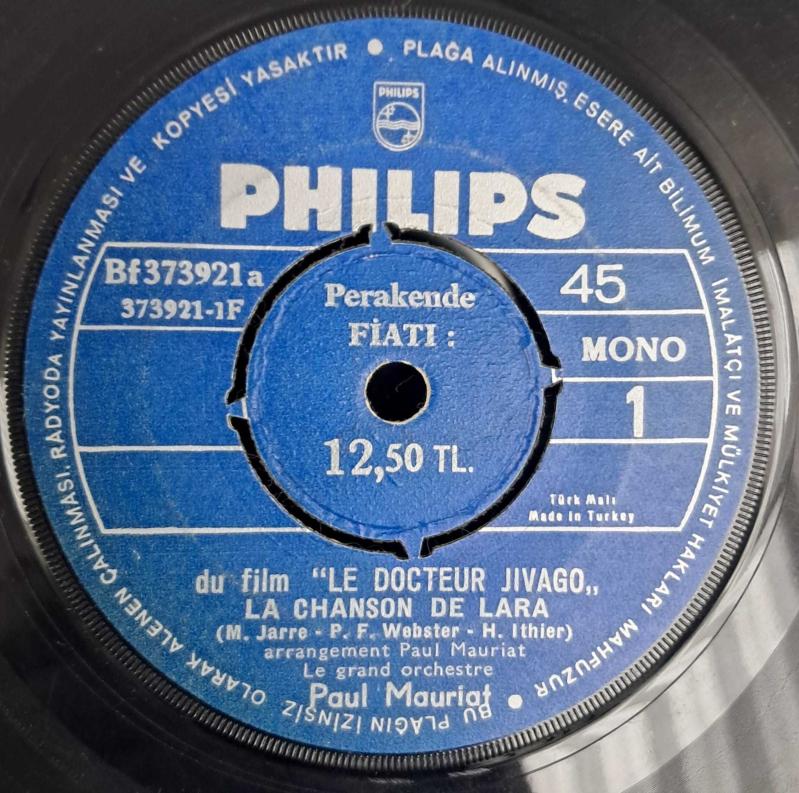 PLAĞA ALINMIŞ, ESERE AİT BİLİMUM İMALÂTÇI VE MÜLKİYET HAKLARI MAHFUZUR ● BU PLAĞIN İZİNSİZ OLARAK ALENEN ÇALINMASI, RADYODA YAYINLANMASI VE KOPYESİ YASAKTIR ●
PHILIPS
PHILIPS
Bf373921a
373921-1F
Perakende
FİATI :
12,50 TL.
45
MONO
1
Türk Malı
Made in Turkey
du film "LE DOCTEUR JIVAGO„
LA CHANSON DE LARA
(M. Jarre - P. F. Webster - H. Ithier)
arrangement Paul Mauriat
Le grand orchestre
Paul Mauriat